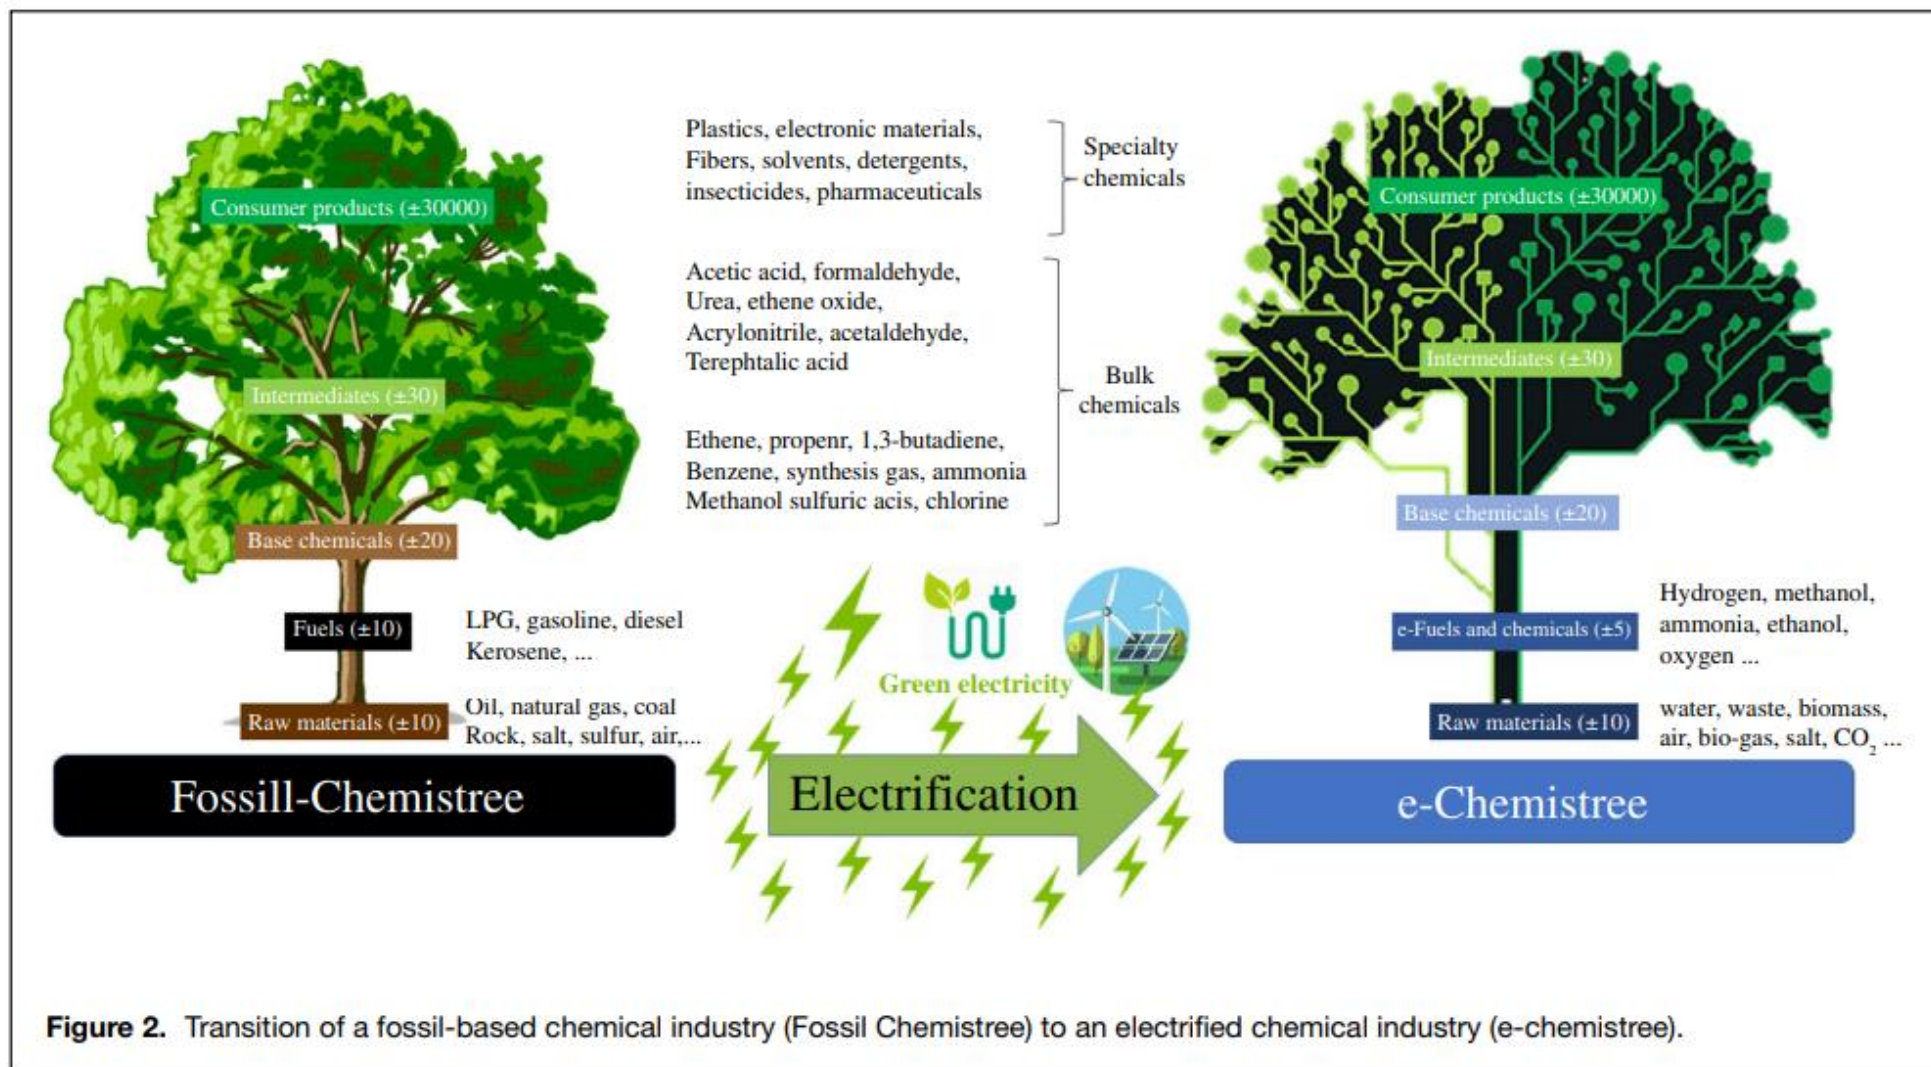 Plastics, electronic materials,
Fibers, solvents, detergents,
insecticides, pharmaceuticals
Specialty
chemicals
Consumer products (±30000)
Consumer products (±30000)
Acetic acid, formaldehyde,
Urea, ethene oxide,
Acrylonitrile, acetaldehyde,
Terephtalic acid
Intermediates (±30)
Intermediates (±30)
Bulk
chemicals
Ethene, propenr, 1,3-butadiene,
Benzene, synthesis gas, ammonia
Methanol sulfuric acis, chlorine
Base chemicals (±20)
Base chemicals (±20)
Fuels (±10)
LPG, gasoline, diesel
Kerosene, ...
Green electricity
e-Fuels and chemicals (±5)
Hydrogen, methanol,
ammonia, ethanol,
oxygen ...
Raw materials (±10)
Oil, natural gas, coal
Rock, salt, sulfur, air,...
Raw materials (±10)
water, waste, biomass,
air, bio-gas, salt, CO₂ ...
Fossill-Chemistree
Electrification
e-Chemistree
Figure 2. Transition of a fossil-based chemical industry (Fossil Chemistree) to an electrified chemical industry (e-chemistree).